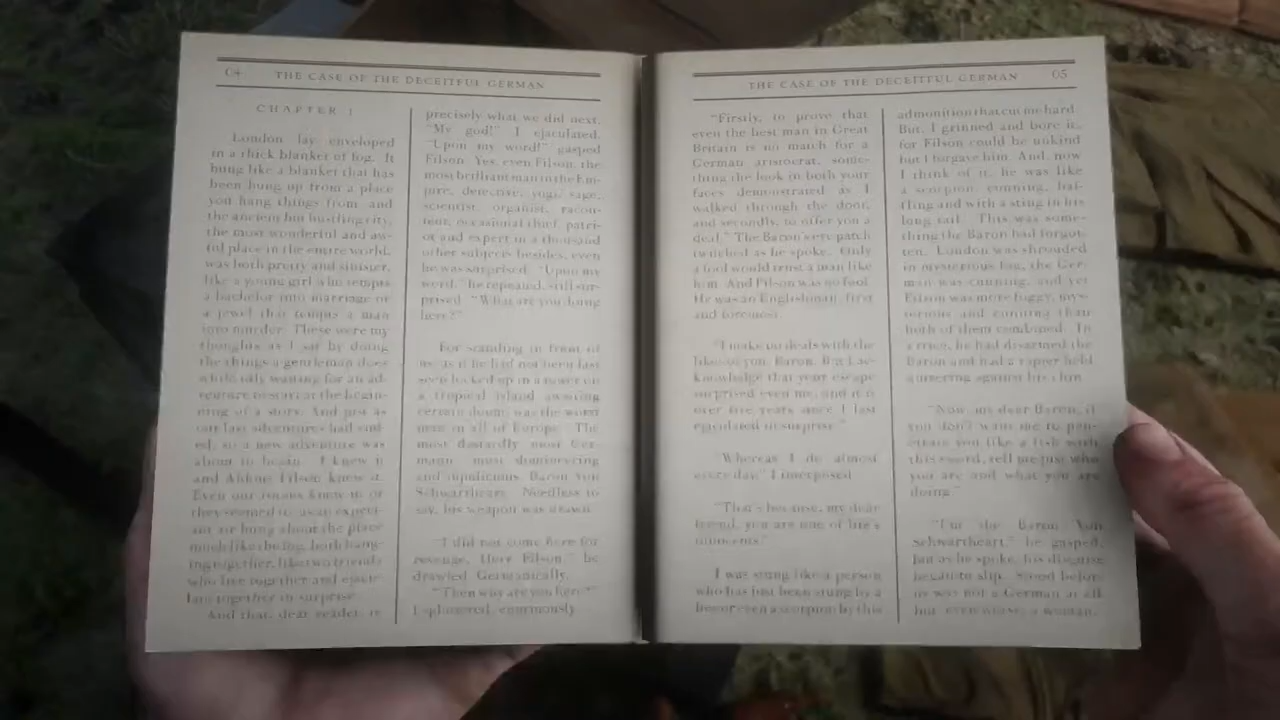 04 THE CASE OF THE DECEITFUL GERMAN
CHAPTER 1
London lay enveloped
in a thick blanket of fog. It
hung like a blanket that has
been hung up from a place
you hang things from and
the ancient but bustling city,
the most wonderful and aw-
ful place in the entire world,
was both pretty and sinister,
like a young girl who tempts
a bachelor into marriage or
a jewel that tempts a man
into murder. These were my
thoughts as I sat by doing
the things a gentleman does
while idly waiting for an ad-
venture to start at the begin-
ning of a story. And just as
our last adventures had end-
ed, so a new adventure was
about to begin. I knew it
and Aldous Filson knew it.
Even our rooms knew it or
they seemed to, as an expect-
ant air hung about the place
much like the fog, both hang-
ing together, like two friends
who live together and ejacu-
late together in surprise.
And that, dear reader, is
precisely what we did next.
"My god!" I ejaculated.
"Upon my word!" gasped
Filson. Yes, even Filson, the
most brilliant man in the Em-
pire, detective, yogi, sage,
scientist, organist, racon-
teur, occasional thief, patri-
ot and expert in a thousand
other subjects besides, even
he was surprised. "Upon my
word," he repeated, still sur-
prised. "What are you doing
here?"
For standing in front of
us, as if he had not been last
seen locked up in a tower on
a tropical island awaiting
certain doom, was the worst
man in all of Europe. The
most dastardly, most Ger-
manic, most domineering
and injudicious, Baron Von
Schwartheart. Needless to
say, his weapon was drawn.
"I did not come here for
revenge, Herr Filson," he
drawled Germanically.
"Then why are you here?"
I spluttered, enormously.
THE CASE OF THE DECEITFUL GERMAN 05
"Firstly, to prove that
even the best man in Great
Britain is no match for a
German aristocrat, some-
thing the look in both your
faces demonstrated as I
walked through the door,
and secondly, to offer you a
deal." The Baron's eye patch
twitched as he spoke. Only
a fool would trust a man like
him. And Filson was no fool.
He was an Englishman, first
and foremost.
"I make no deals with the
likes of you, Baron. But I ac-
knowledge that your escape
surprised even me, and it is
over five years since I last
ejaculated in surprise."
"Whereas I do almost
every day," I interposed.
"That's because, my dear
friend, you are one of life's
innocents."
I was stung like a person
who has just been stung by a
bee or even a scorpion by this
admonition that cut me hard.
But, I grinned and bore it,
for Filson could be unkind
but I forgave him. And, now
I think of it, he was like
a scorpion, cunning, baf-
fling and with a sting in his
long tail. This was some-
thing the Baron had forgot-
ten. London was shrouded
in mysterious fog, the Ger-
man was cunning, and yet
Filson was more foggy, mys-
terious and cunning than
both of them combined. In
a trice, he had disarmed the
Baron and had a rapier held
quivering against his chin.
"Now, my dear Baron, if
you don't want me to pen-
etrate you like a fish with
this sword, tell me just who
you are and what you are
doing."
"I'm the Baron Von
Schwartheart," he gasped,
but as he spoke, his disguise
began to slip. Stood before
us was not a German at all,
but, even worse, a woman.